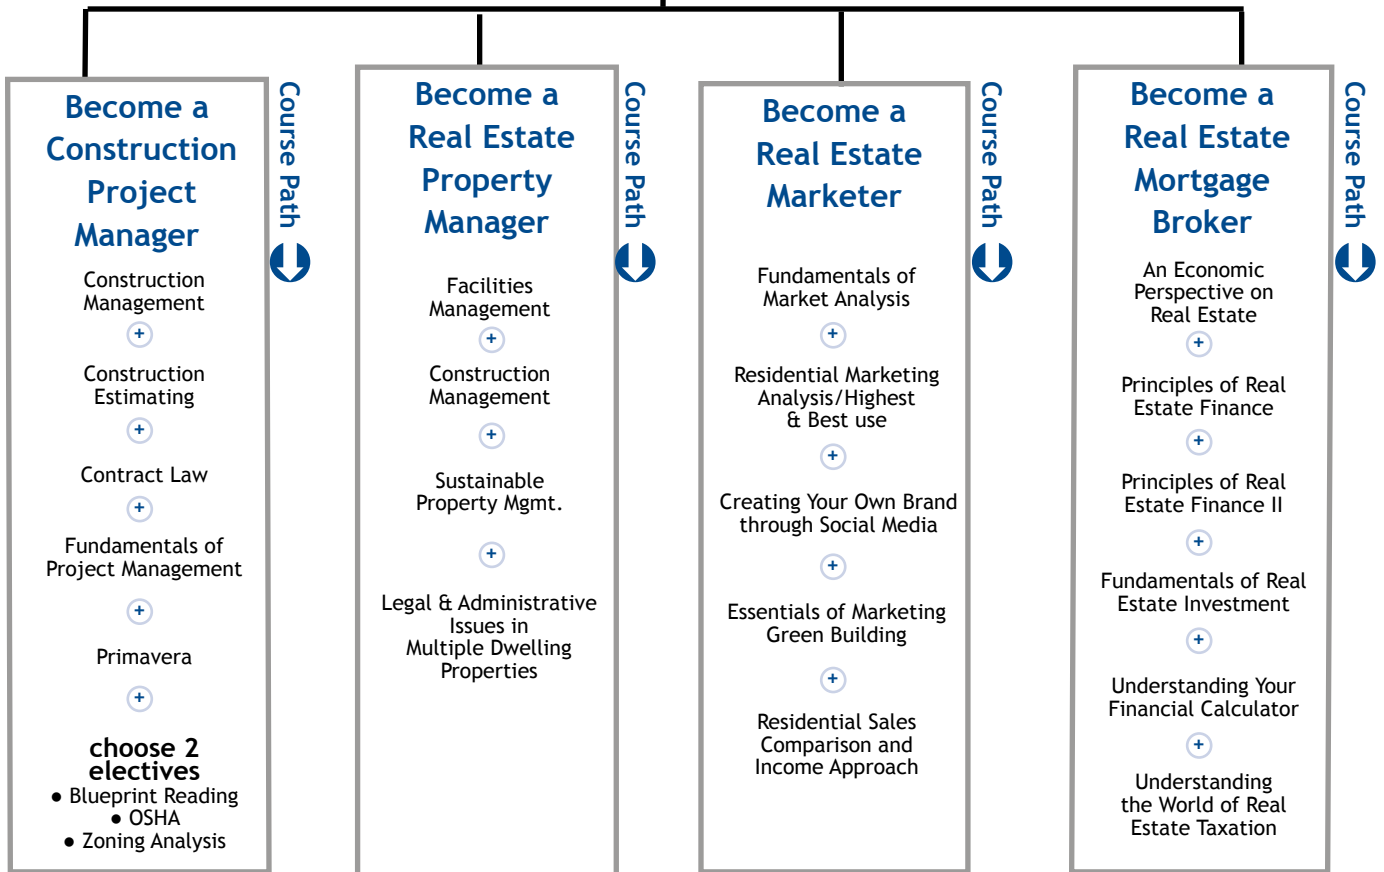 Become a
Construction
Project
Manager
Course Path
Construction
Management
+
Construction
Estimating
+
Contract Law
+
Fundamentals of
Project Management
+
Primavera
+
choose 2
electives
● Blueprint Reading
● OSHA
● Zoning Analysis
Become a
Real Estate
Property
Manager
Course Path
Facilities
Management
+
Construction
Management
+
Sustainable
Property Mgmt.
+
Legal & Administrative
Issues in
Multiple Dwelling
Properties
Become a
Real Estate
Marketer
Course Path
Fundamentals of
Market Analysis
+
Residential Marketing
Analysis/Highest
& Best use
+
Creating Your Own Brand
through Social Media
+
Essentials of Marketing
Green Building
+
Residential Sales
Comparison and
Income Approach
Become a
Real Estate
Mortgage
Broker
Course Path
An Economic
Perspective on
Real Estate
+
Principles of Real
Estate Finance
+
Principles of Real
Estate Finance II
+
Fundamentals of Real
Estate Investment
+
Understanding Your
Financial Calculator
+
Understanding
the World of Real
Estate Taxation